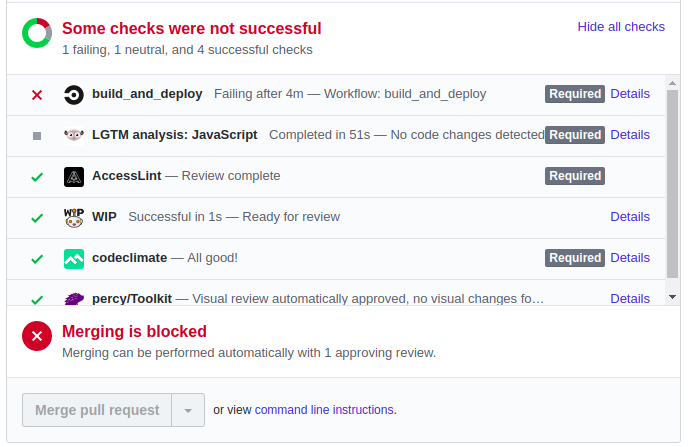 Some checks were not successful
Hide all checks
1 failing, 1 neutral, and 4 successful checks
build_and_deploy Failing after 4m — Workflow: build_and_deploy Required Details
LGTM analysis: JavaScript Completed in 51s — No code changes detected Required Details
AccessLint — Review complete Required
WIP WIP Successful in 1s — Ready for review Details
codeclimate — All good! Required Details
percy/Toolkit — Visual review automatically approved, no visual changes fo… Details
Merging is blocked
Merging can be performed automatically with 1 approving review.
Merge pull request or view command line instructions.